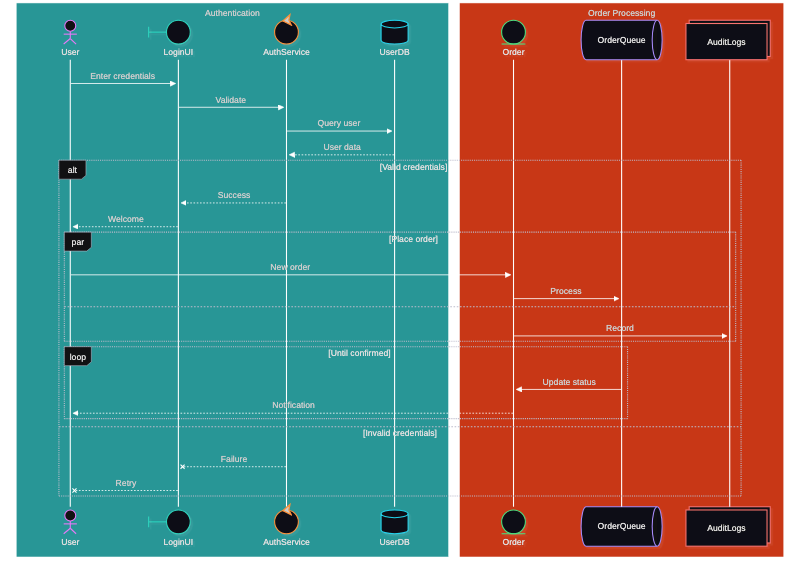 Authentication
Order Processing
User
LoginUI
AuthService
UserDB
Order
OrderQueue
AuditLogs
Enter credentials
Validate
Query user
User data
alt
[Valid credentials]
Success
Welcome
par
[Place order]
New order
Process
Record
loop
[Until confirmed]
Update status
Notification
[Invalid credentials]
Failure
Retry
User
LoginUI
AuthService
UserDB
Order
OrderQueue
AuditLogs